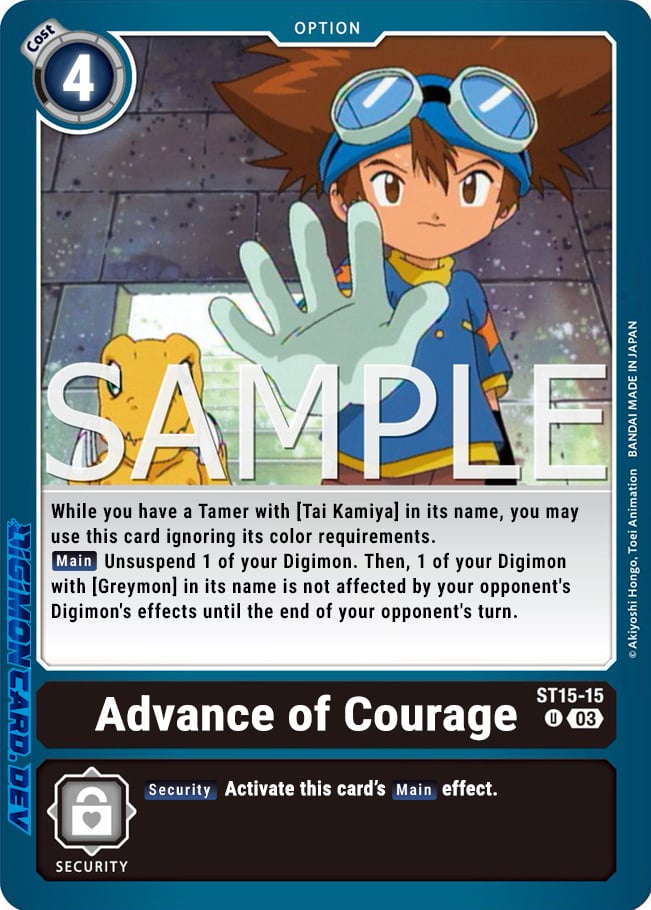 OPTION
Cost
4
SAMPLE
While you have a Tamer with [Tai Kamiya] in its name, you may
use this card ignoring its color requirements.
Main Unsuspend 1 of your Digimon. Then, 1 of your Digimon
with [Greymon] in its name is not affected by your opponent's
Digimon's effects until the end of your opponent's turn.
©Akiyoshi Hongo, Toei Animation BANDAI MADE IN JAPAN
DIGIMONCARD.DEV
Advance of Courage
ST15-15
U 03
Security Activate this card's Main effect.
SECURITY